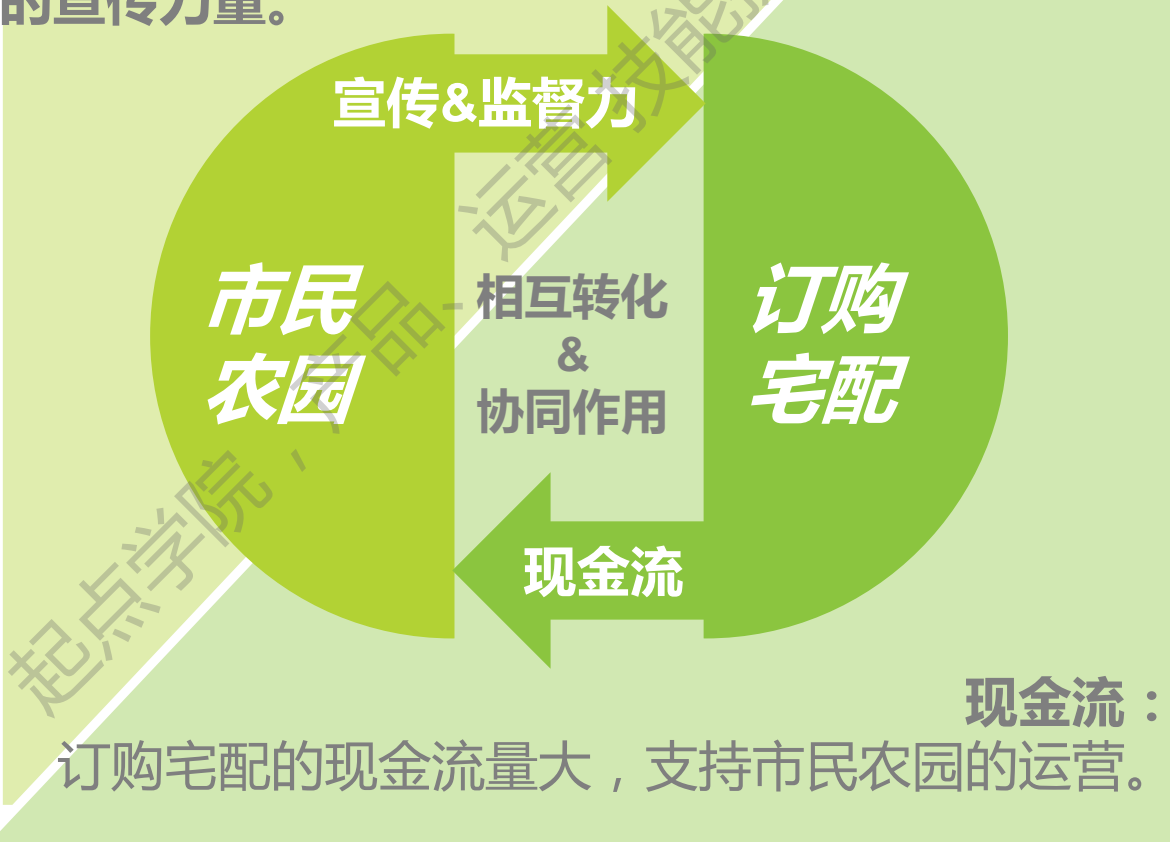 的宣传力量。
宣传&监督力
市民
农园
相互转化
&
协同作用
订购
宅配
现金流
现金流：
订购宅配的现金流量大，支持市民农园的运营。
起点学院，产品、运营 技能